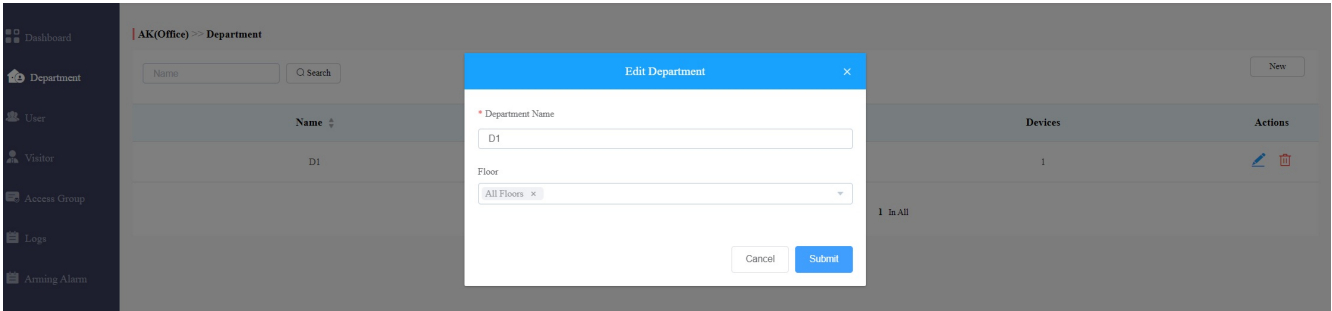 Dashboard
Department
User
Visitor
Access Group
Logs
Arming Alarm
AK(Office) >> Department
Name
Search
New
Name
Devices
Actions
D1
1
1 In All
Edit Department
×
* Department Name
D1
Floor
All Floors ×
Cancel
Submit